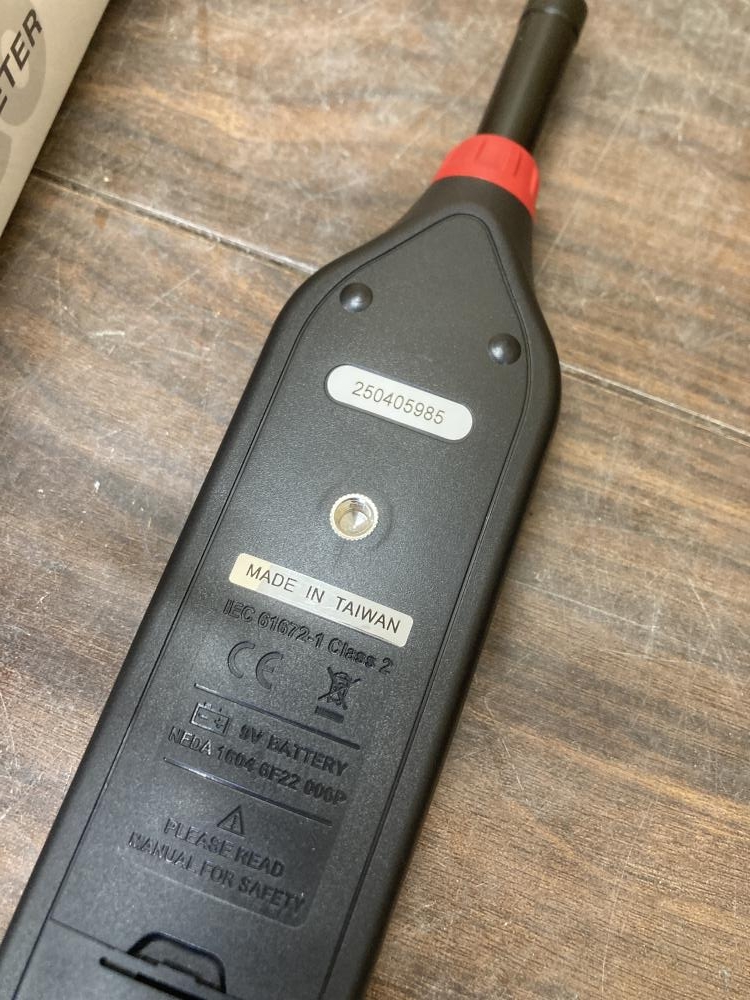 ETER
250405985
MADE IN TAIWAN
IEC 61672-1 Class 2
CE
9V BATTERY
NEDA 1604 6F22 006P
PLEASE READ
MANUAL FOR SAFETY